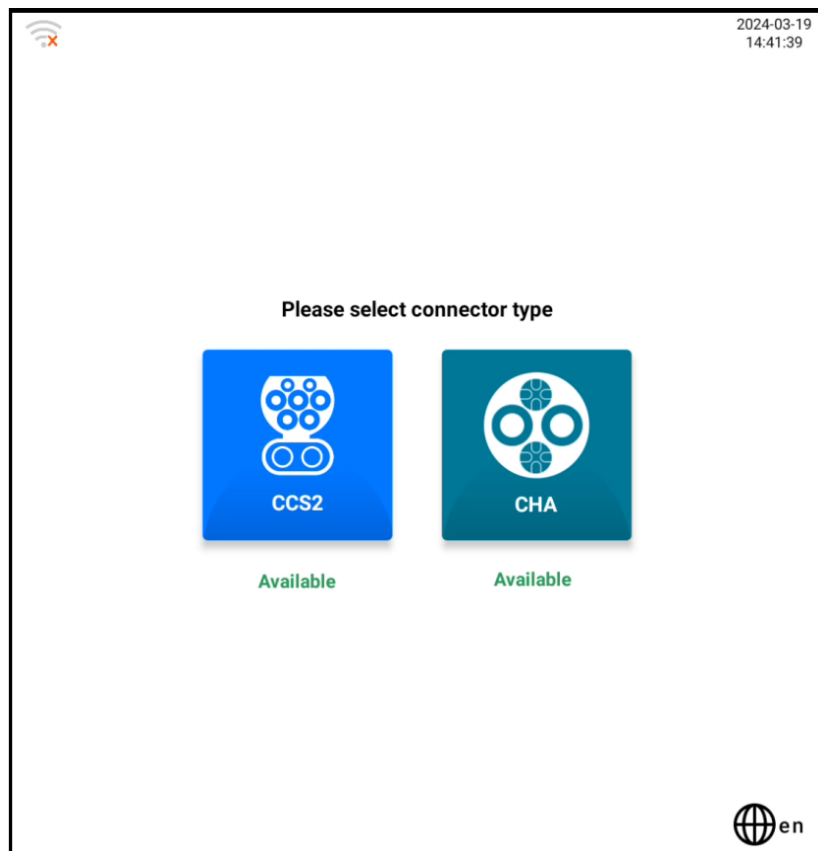 2024-03-19
14:41:39
Please select connector type
CCS2
CHA
Available
Available
en